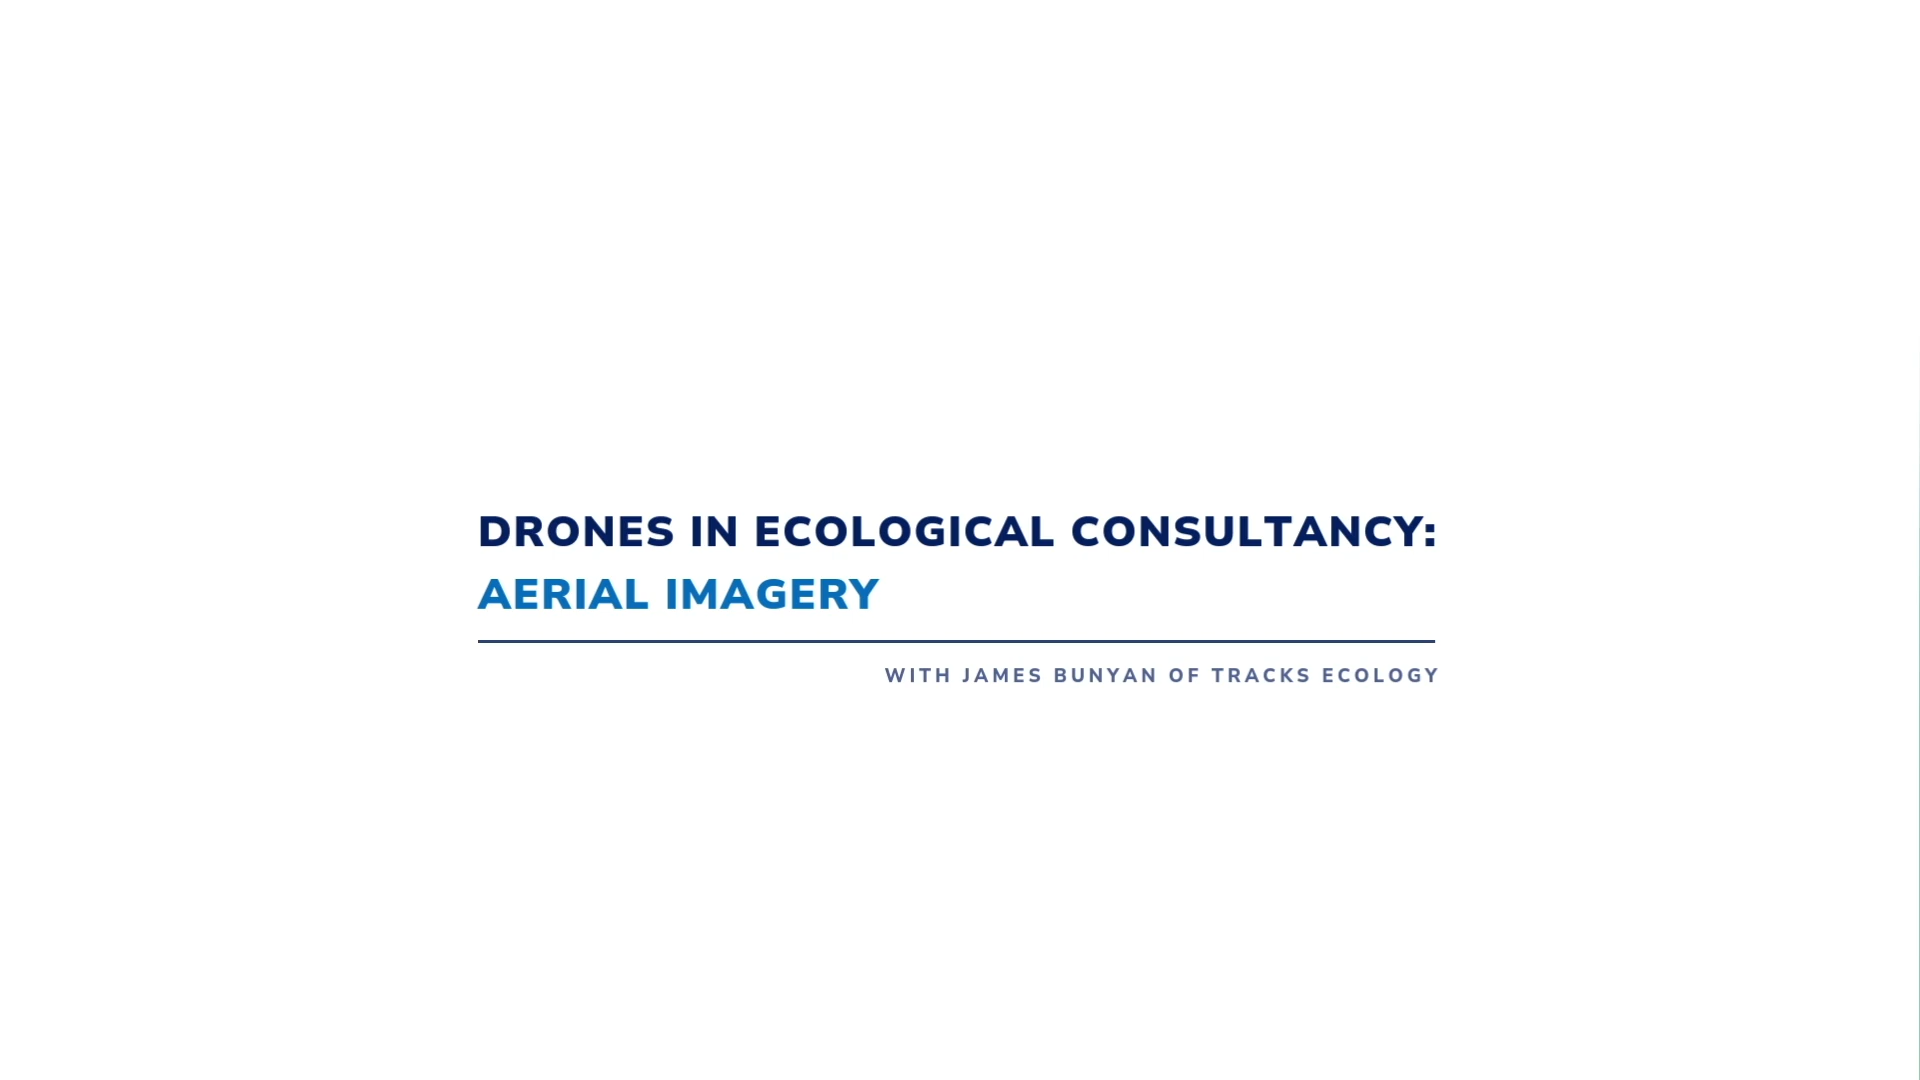 DRONES IN ECOLOGICAL CONSULTANCY:
AERIAL IMAGERY
WITH JAMES BUNYAN OF TRACKS ECOLOGY